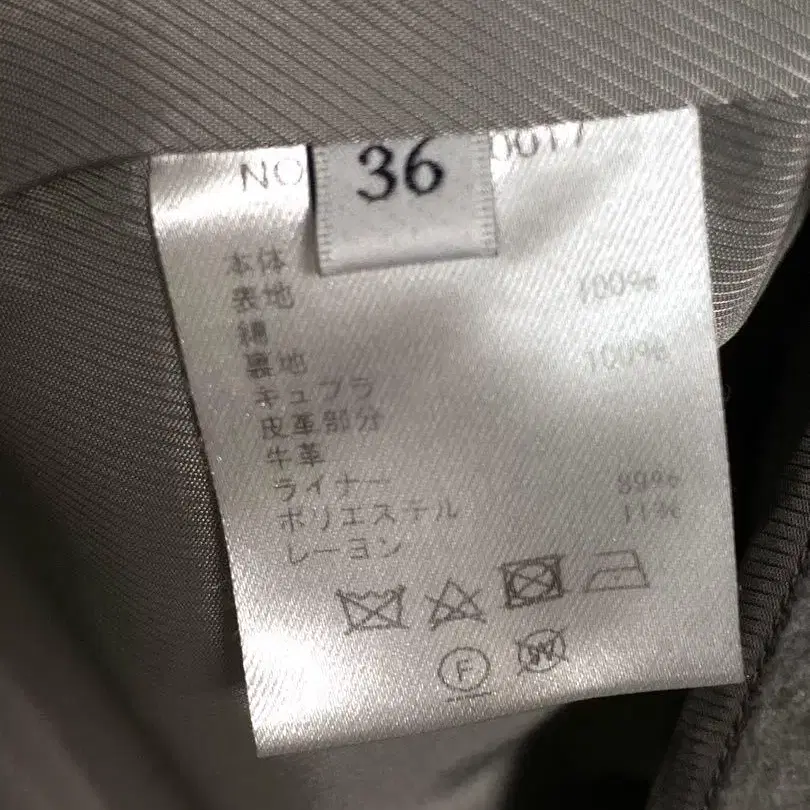 NO
36
0017
本体
表地
綿 100%
裏地
キュプラ 100%
皮革部分
牛革
ライナー
ポリエステル 89%
レーヨン 11%
F
W